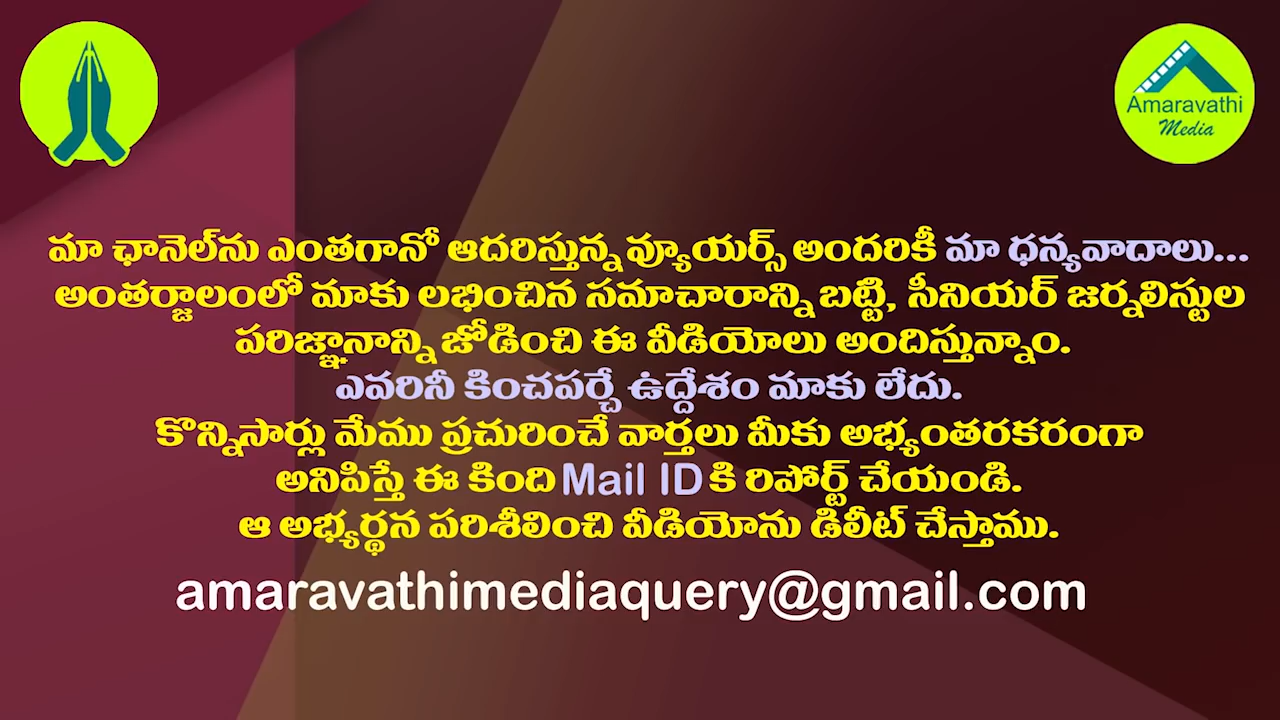 Amaravathi
Media
మా ఛానెల్‌ను ఎంతగానో ఆదరిస్తున్న వ్యూయర్స్ అందరికీ మా ధన్యవాదాలు...
అంతర్జాలంలో మాకు లభించిన సమాచారాన్ని బట్టి, సీనియర్ జర్నలిస్టుల
పరిజ్ఞానాన్ని జోడించి ఈ వీడియోలు అందిస్తున్నాం.
ఎవరినీ కించపర్చే ఉద్దేశం మాకు లేదు.
కొన్నిసార్లు మేము ప్రచురించే వార్తలు మీకు అభ్యంతరకరంగా
అనిపిస్తే ఈ కింది Mail ID కి రిపోర్ట్ చేయండి.
ఆ అభ్యర్థన పరిశీలించి వీడియోను డిలీట్ చేస్తాము.
amaravathimediaquery@gmail.com